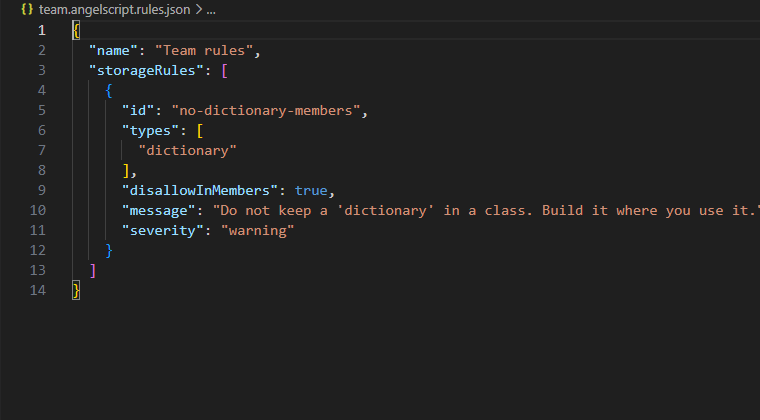 {} team.angelscript.rules.json > ...
1 {
2   "name": "Team rules",
3   "storageRules": [
4     {
5       "id": "no-dictionary-members",
6       "types": [
7         "dictionary"
8       ],
9       "disallowInMembers": true,
10       "message": "Do not keep a 'dictionary' in a class. Build it where you use it."
11       "severity": "warning"
12     }
13   ]
14 }